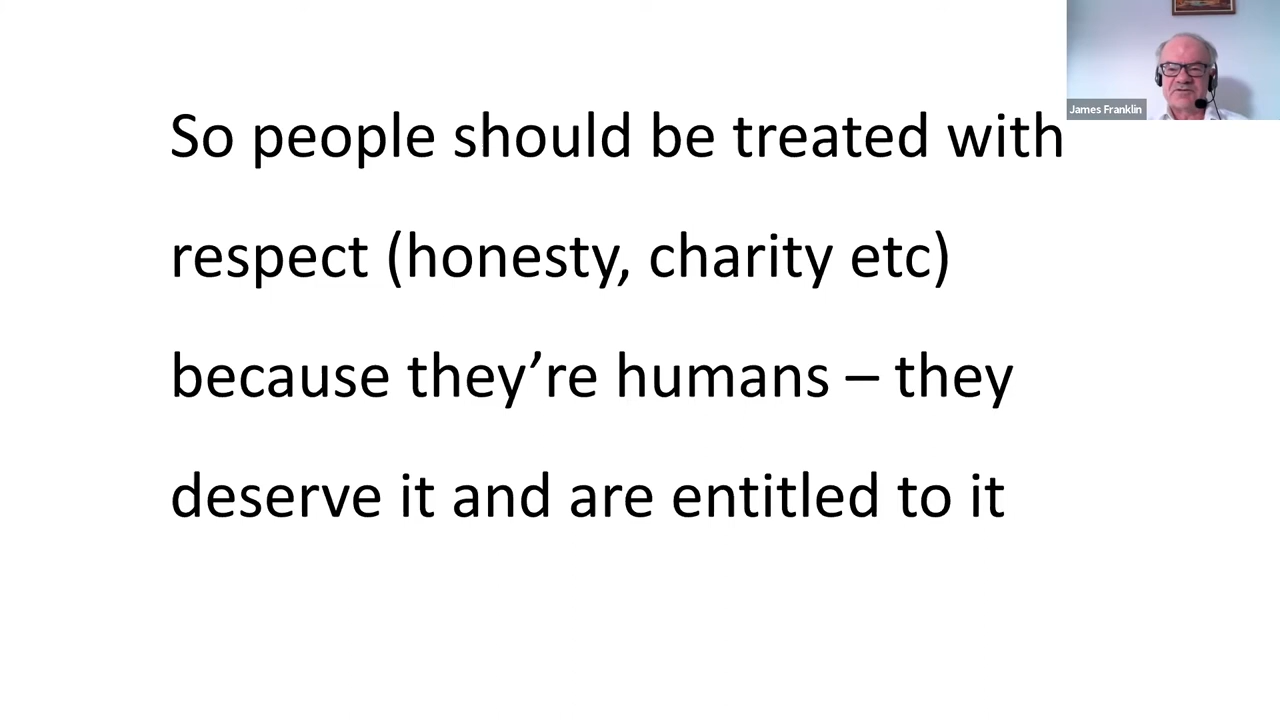 So people should be treated with
respect (honesty, charity etc)
because they’re humans – they
deserve it and are entitled to it
James Franklin